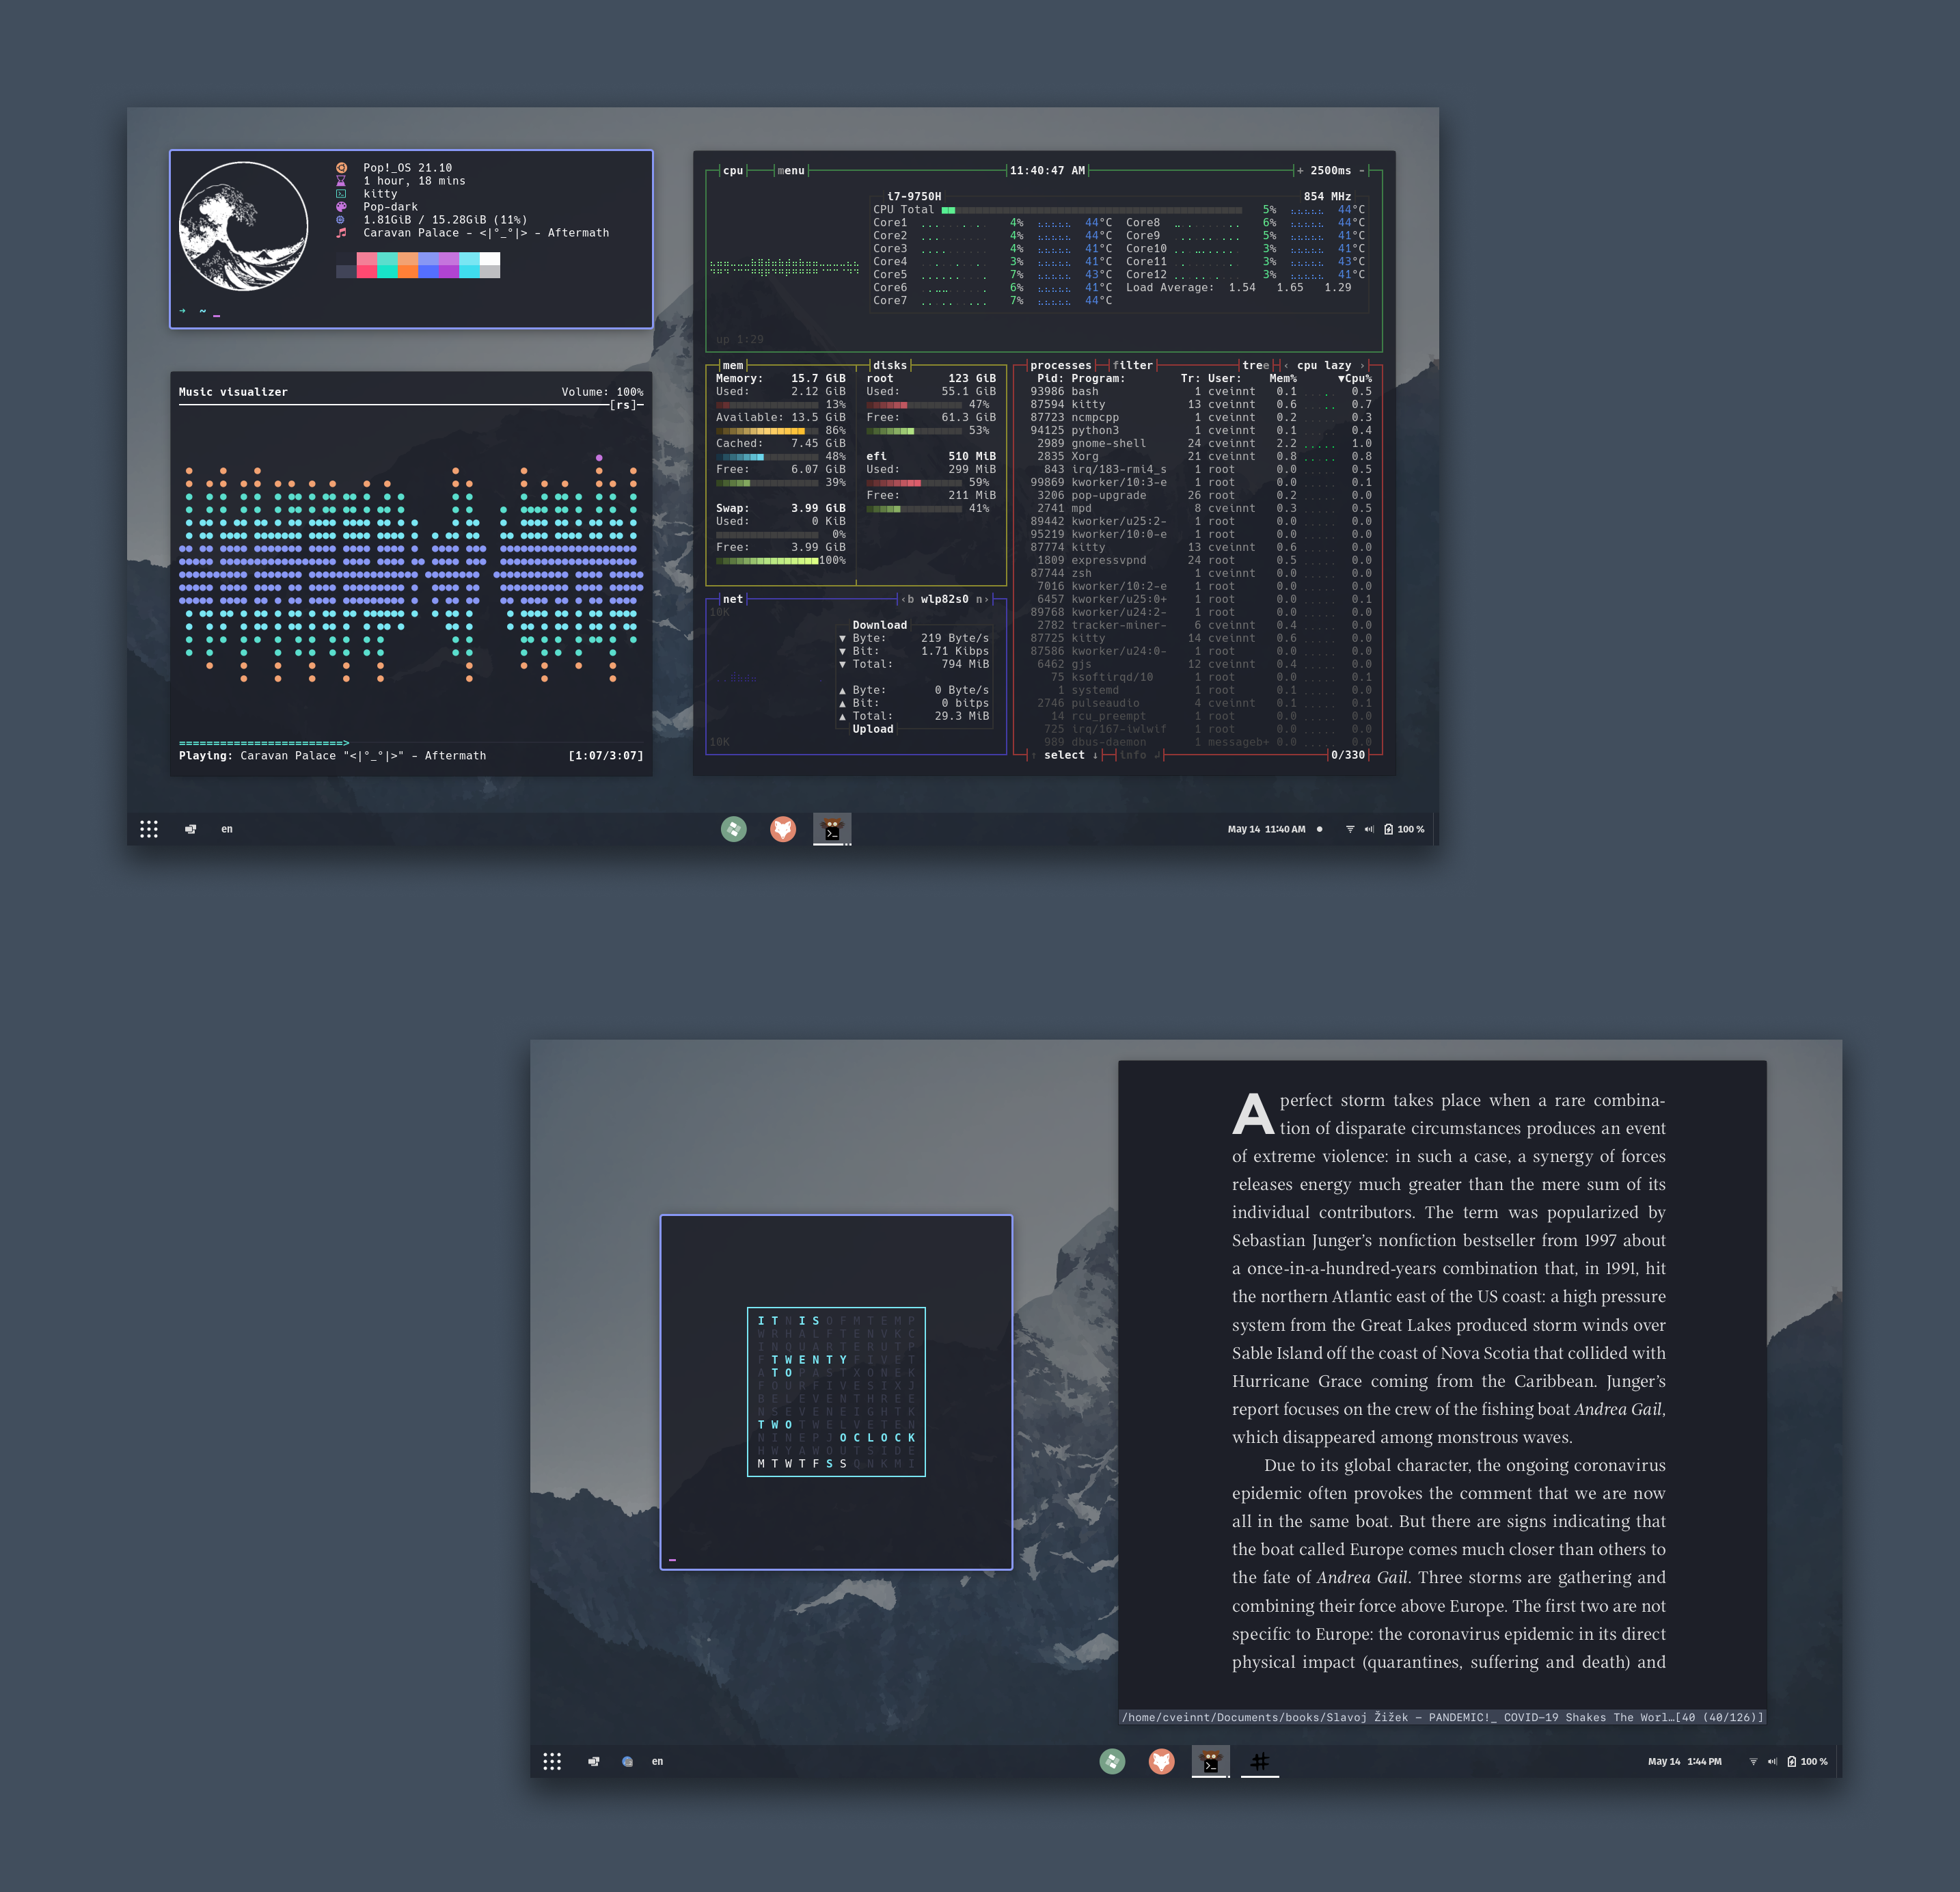 Pop!_OS 21.10
1 hour, 18 mins
kitty
Pop-dark
1.81GiB / 15.28GiB (11%)
Caravan Palace - <|°_°|> - Aftermath
→ ~ _
Music visualizer Volume: 100%
[rs]
========================>
Playing: Caravan Palace "<|°_°|>" - Aftermath [1:07/3:07]
cpu menu 11:40:47 AM + 2500ms -
i7-9750H 854 MHz
CPU Total 5% 44°C
Core1 4% 44°C Core8 6% 44°C
Core2 4% 44°C Core9 5% 41°C
Core3 4% 41°C Core10 3% 41°C
Core4 3% 41°C Core11 3% 43°C
Core5 7% 43°C Core12 3% 41°C
Core6 6% 41°C Load Average: 1.54 1.65 1.29
Core7 7% 44°C
up 1:29
mem disks
Memory: 15.7 GiB root 123 GiB
Used: 2.12 GiB Used: 55.1 GiB
13% 47%
Available: 13.5 GiB Free: 61.3 GiB
86% 53%
Cached: 7.45 GiB
48% efi 510 MiB
Free: 6.07 GiB Used: 299 MiB
39% 59%
Free: 211 MiB
Swap: 3.99 GiB 41%
Used: 0 KiB
0%
Free: 3.99 GiB
100%
net ‹b wlp82s0 n›
10K
Download
▼ Byte: 219 Byte/s
▼ Bit: 1.71 Kibps
▼ Total: 794 MiB
▲ Byte: 0 Byte/s
▲ Bit: 0 bitps
▲ Total: 29.3 MiB
Upload
10K
processes filter tree ‹ cpu lazy ›
Pid: Program: Tr: User: Mem% ▼Cpu%
93986 bash 1 cveinnt 0.1 0.5
87594 kitty 13 cveinnt 0.6 0.7
87723 ncmpcpp 1 cveinnt 0.2 0.3
94125 python3 1 cveinnt 0.1 0.4
2989 gnome-shell 24 cveinnt 2.2 1.0
2835 Xorg 21 cveinnt 0.8 0.8
843 irq/183-rmi4_s 1 root 0.0 0.5
99869 kworker/10:3-e 1 root 0.0 0.1
3206 pop-upgrade 26 root 0.2 0.0
2741 mpd 8 cveinnt 0.3 0.5
89442 kworker/u25:2- 1 root 0.0 0.0
95219 kworker/10:0-e 1 root 0.0 0.0
87774 kitty 13 cveinnt 0.6 0.0
1809 expressvpnd 24 root 0.5 0.0
87744 zsh 1 cveinnt 0.0 0.0
7016 kworker/10:2-e 1 root 0.0 0.0
6457 kworker/u25:0+ 1 root 0.0 0.1
89768 kworker/u24:2- 1 root 0.0 0.0
2782 tracker-miner- 6 cveinnt 0.4 0.0
87725 kitty 14 cveinnt 0.6 0.0
87586 kworker/u24:0- 1 root 0.0 0.0
6462 gjs 12 cveinnt 0.4 0.0
75 ksoftirqd/10 1 root 0.0 0.1
1 systemd 1 root 0.1 0.0
2746 pulseaudio 4 cveinnt 0.1 0.1
14 rcu_preempt 1 root 0.0 0.0
725 irq/167-iwlwif 1 root 0.0 0.0
989 dbus-daemon 1 messageb+ 0.0 0.0
↑ select ↓ info ↲ 0/330
en May 14 11:40 AM 100 %
I T N I S O F M T E M P
W R H A L F T E N V K C
I N Q U A R T E R U T P
F T W E N T Y F I V E T
A T O P A S T X O N E K
F O U R F I V E S I X J
B E L E V E N T H R E E
N S E V E N E I G H T K
T W O T W E L V E T E N
N I N E P J O C L O C K
H W Y A W O U T S I D E
M T W T F S S Q N K M I
A perfect storm takes place when a rare combina-
tion of disparate circumstances produces an event
of extreme violence: in such a case, a synergy of forces
releases energy much greater than the mere sum of its
individual contributors. The term was popularized by
Sebastian Junger’s nonfiction bestseller from 1997 about
a once-in-a-hundred-years combination that, in 1991, hit
the northern Atlantic east of the US coast: a high pressure
system from the Great Lakes produced storm winds over
Sable Island off the coast of Nova Scotia that collided with
Hurricane Grace coming from the Caribbean. Junger’s
report focuses on the crew of the fishing boat Andrea Gail,
which disappeared among monstrous waves.
Due to its global character, the ongoing coronavirus
epidemic often provokes the comment that we are now
all in the same boat. But there are signs indicating that
the boat called Europe comes much closer than others to
the fate of Andrea Gail. Three storms are gathering and
combining their force above Europe. The first two are not
specific to Europe: the coronavirus epidemic in its direct
physical impact (quarantines, suffering and death) and
/home/cveinnt/Documents/books/Slavoj Žižek - PANDEMIC!_ COVID-19 Shakes The Worl…[40 (40/126)]
en May 14 1:44 PM 100 %